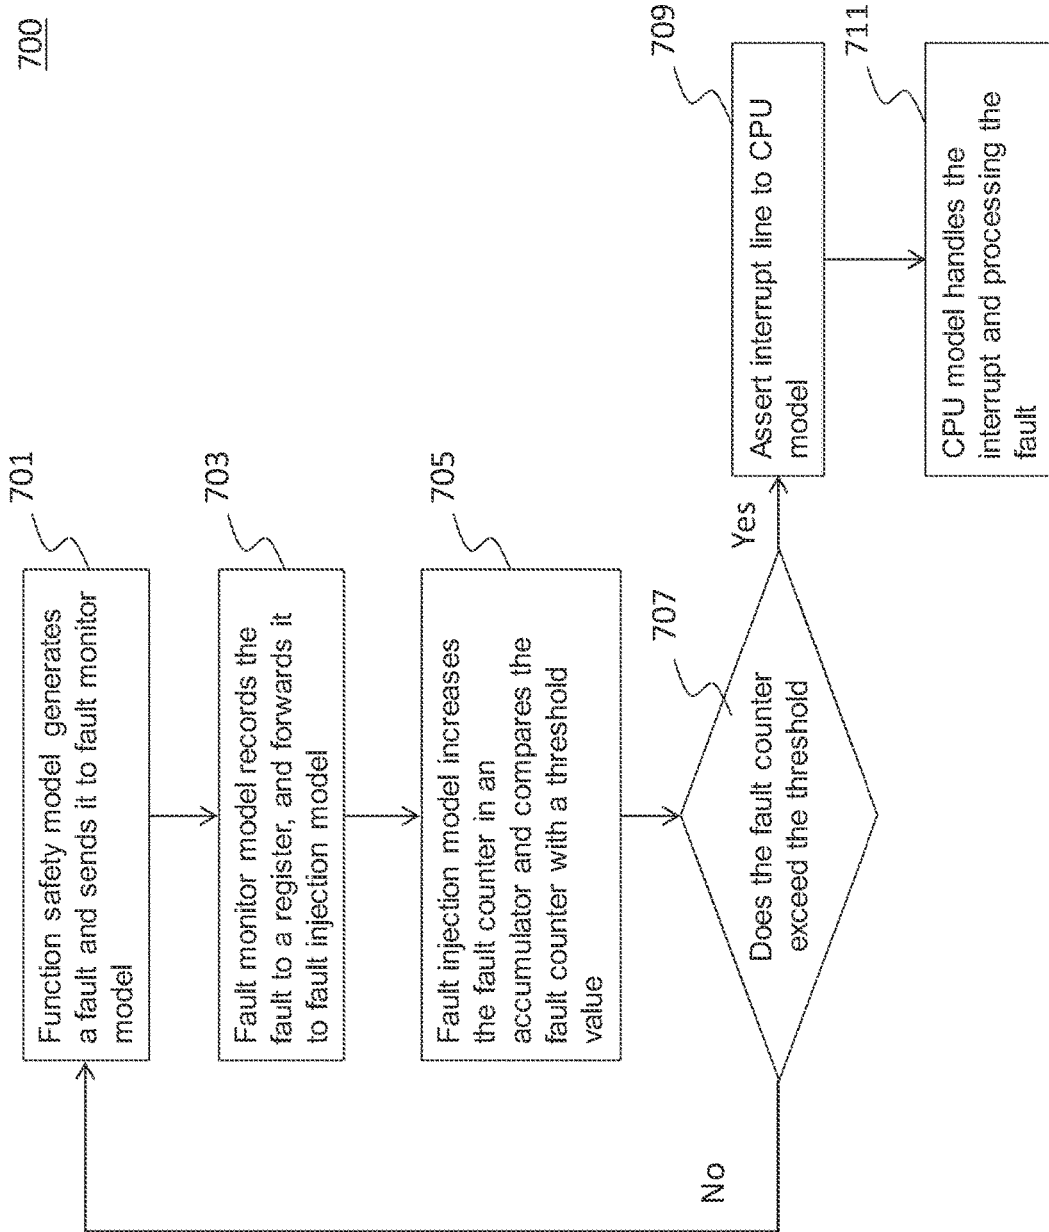 700
701
Function safety model generates
a fault and sends it to fault monitor
model
703
Fault monitor model records the
fault to a register, and forwards it
to fault injection model
705
Fault injection model increases
the fault counter in an
accumulator and compares the
fault counter with a threshold
value
707
Does the fault counter
exceed the threshold
No
Yes
709
Assert interrupt line to CPU
model
711
CPU model handles the
interrupt and processing the
fault